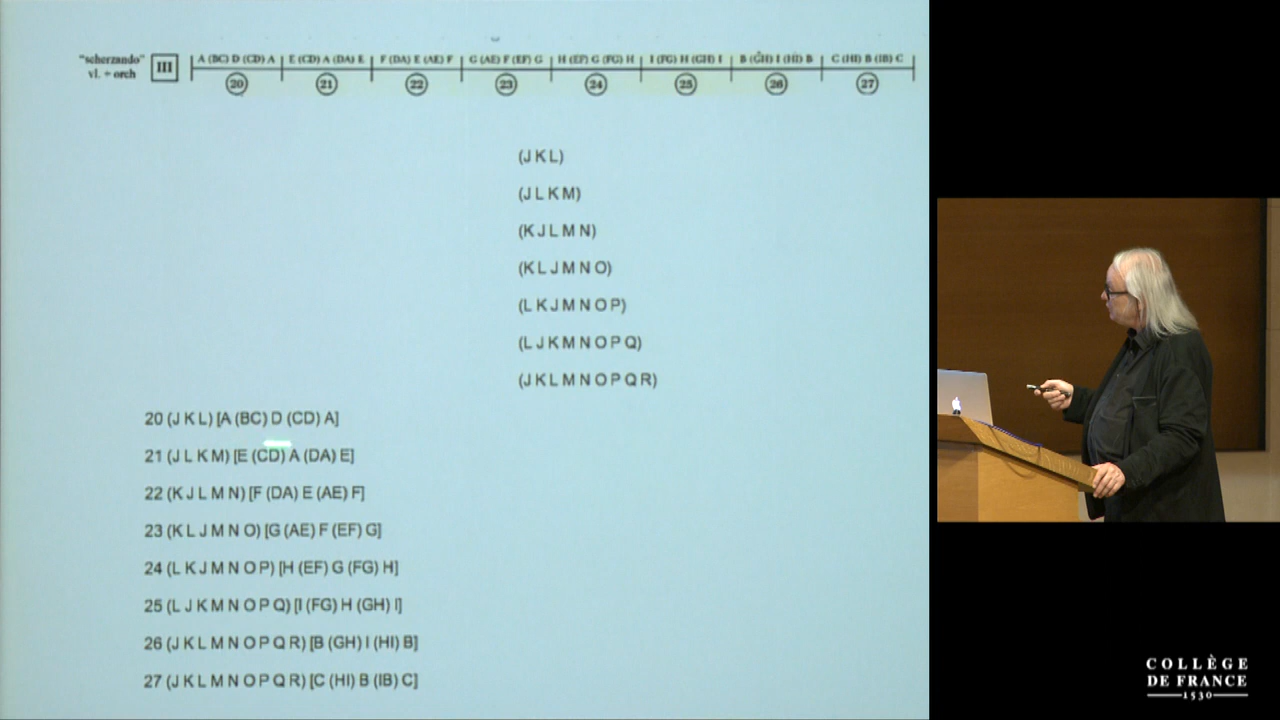 "scherzando" III A (BC) D (CD) A E (CD) A (DA) E F (DA) E (AE) F G (AE) F (EF) G H (EF) G (FG) H I (FG) H (GH) I B (GH) I (HI) B C (HI) B (IB) C
vl. + orch 20 21 22 23 24 25 26 27
(J K L)
(J L K M)
(K J L M N)
(K L J M N O)
(L K J M N O P)
(L J K M N O P Q)
(J K L M N O P Q R)
20 (J K L) [A (BC) D (CD) A]
21 (J L K M) [E (CD) A (DA) E]
22 (K J L M N) [F (DA) E (AE) F]
23 (K L J M N O) [G (AE) F (EF) G]
24 (L K J M N O P) [H (EF) G (FG) H]
25 (L J K M N O P Q) [I (FG) H (GH) I]
26 (J K L M N O P Q R) [B (GH) I (HI) B]
27 (J K L M N O P Q R) [C (HI) B (IB) C]
COLLÈGE
DE FRANCE
1530